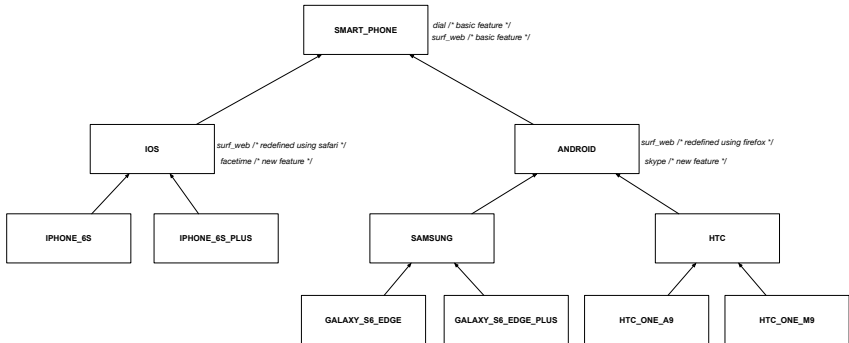 SMART_PHONE
dial /* basic feature */
surf_web /* basic feature */
IOS
surf_web /* redefined using safari */
facetime /* new feature */
ANDROID
surf_web /* redefined using firefox */
skype /* new feature */
IPHONE_6S
IPHONE_6S_PLUS
SAMSUNG
HTC
GALAXY_S6_EDGE
GALAXY_S6_EDGE_PLUS
HTC_ONE_A9
HTC_ONE_M9